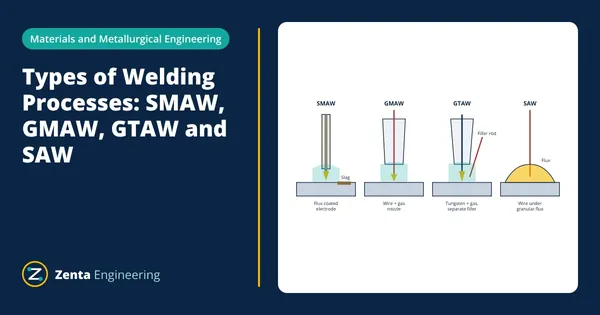 Materials and Metallurgical Engineering
Types of Welding
Processes: SMAW,
GMAW, GTAW and
SAW
Zenta Engineering
SMAW
GMAW
GTAW
SAW
Filler rod
Slag
Flux
Flux coated
electrode
Wire + gas
nozzle
Tungsten + gas,
separate filler
Wire under
granular flux